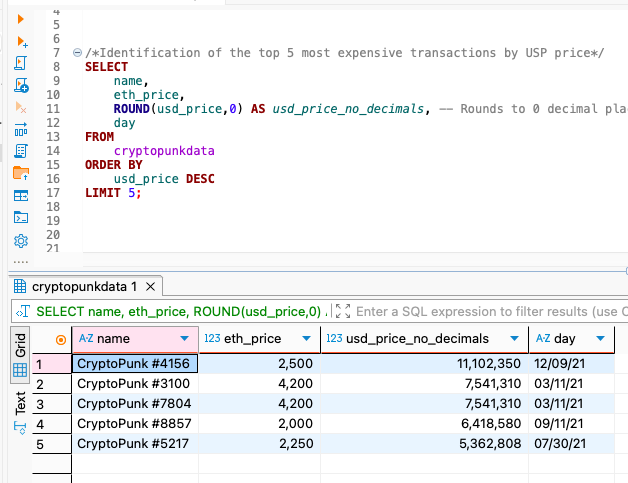 4
5
6
7 /*Identification of the top 5 most expensive transactions by USP price*/
8 SELECT
9 name,
10 eth_price,
11 ROUND(usd_price,0) AS usd_price_no_decimals, -- Rounds to 0 decimal pla
12 day
13 FROM
14 cryptopunkdata
15 ORDER BY
16 usd_price DESC
17 LIMIT 5;
18
19
20
21
cryptopunkdata 1
SELECT name, eth_price, ROUND(usd_price,0) . Enter a SQL expression to filter results (use C
Grid
Text
A-Z name 123 eth_price 123 usd_price_no_decimals A-Z day
1 CryptoPunk #4156 2,500 11,102,350 12/09/21
2 CryptoPunk #3100 4,200 7,541,310 03/11/21
3 CryptoPunk #7804 4,200 7,541,310 03/11/21
4 CryptoPunk #8857 2,000 6,418,580 09/11/21
5 CryptoPunk #5217 2,250 5,362,808 07/30/21